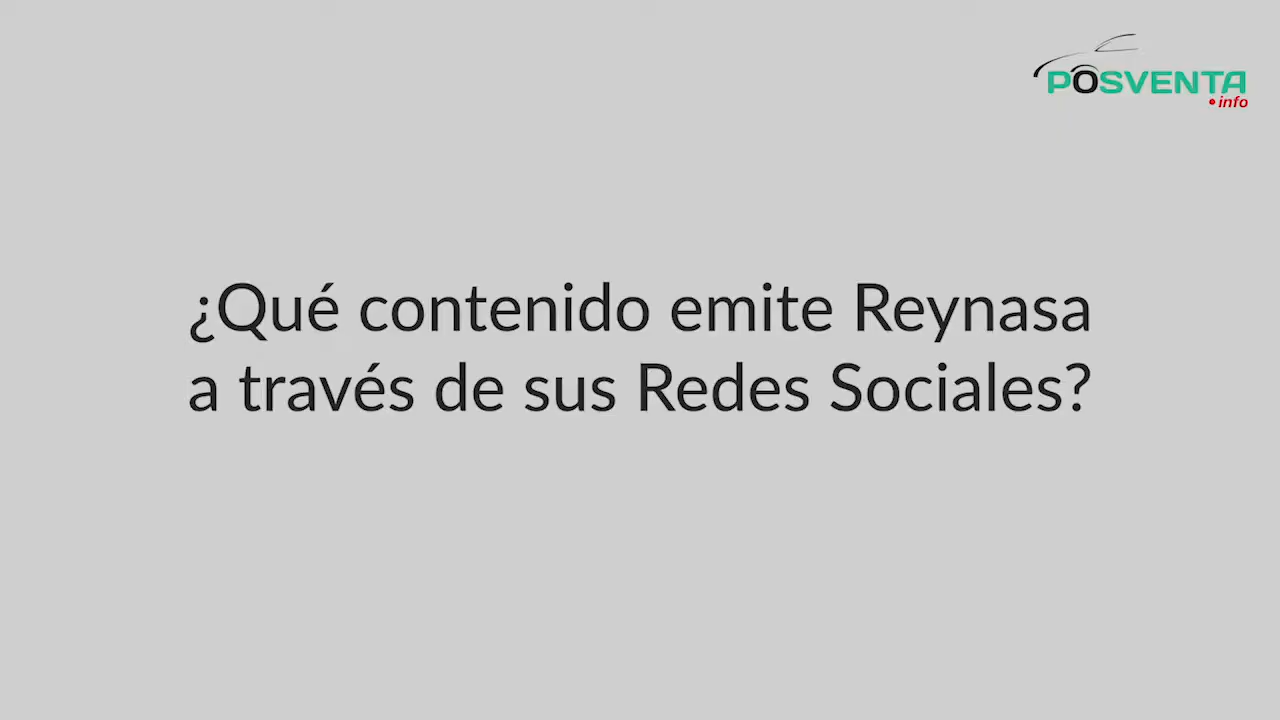 POSVENTA
info
¿Qué contenido emite Reynasa
a través de sus Redes Sociales?